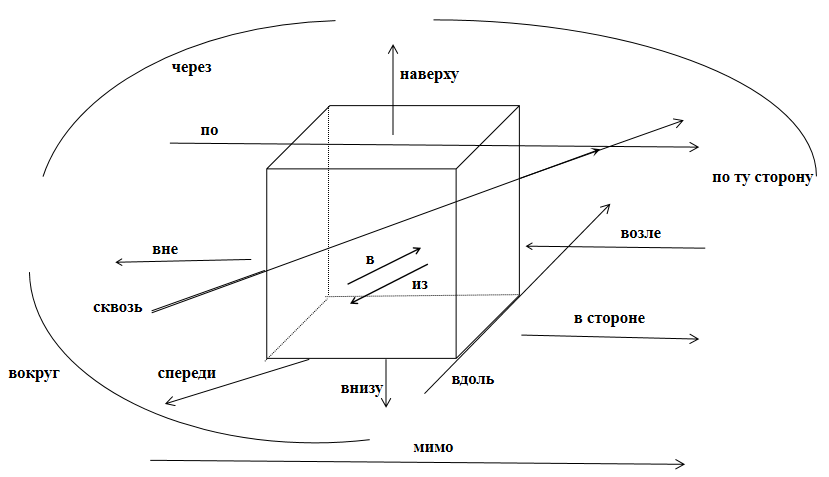 через
наверху
по
по ту сторону
возле
вне
в
из
сквозь
в стороне
вокруг
спереди
внизу
вдоль
мимо